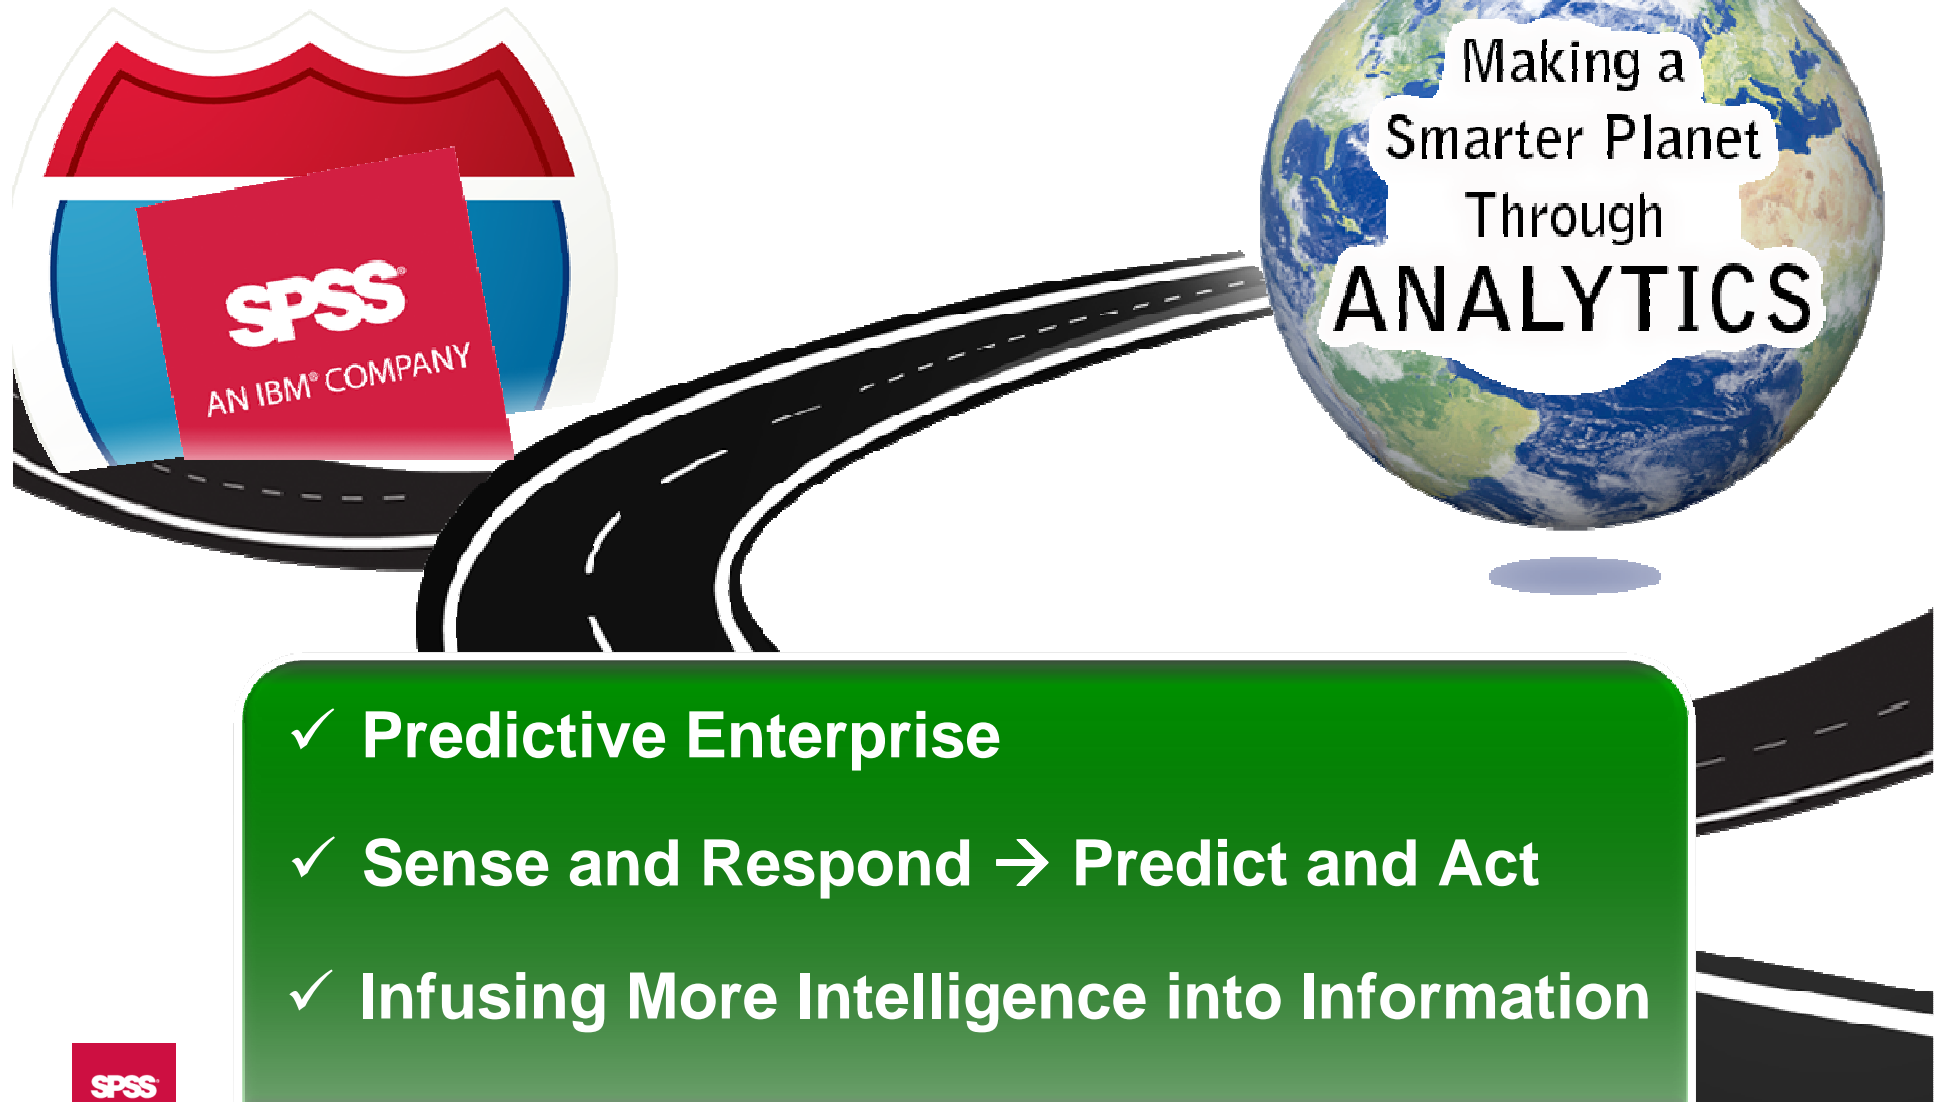 Making a
Smarter Planet
Through
ANALYTICS
SPSS®
AN IBM® COMPANY
✓ Predictive Enterprise
✓ Sense and Respond → Predict and Act
✓ Infusing More Intelligence into Information
SPSS